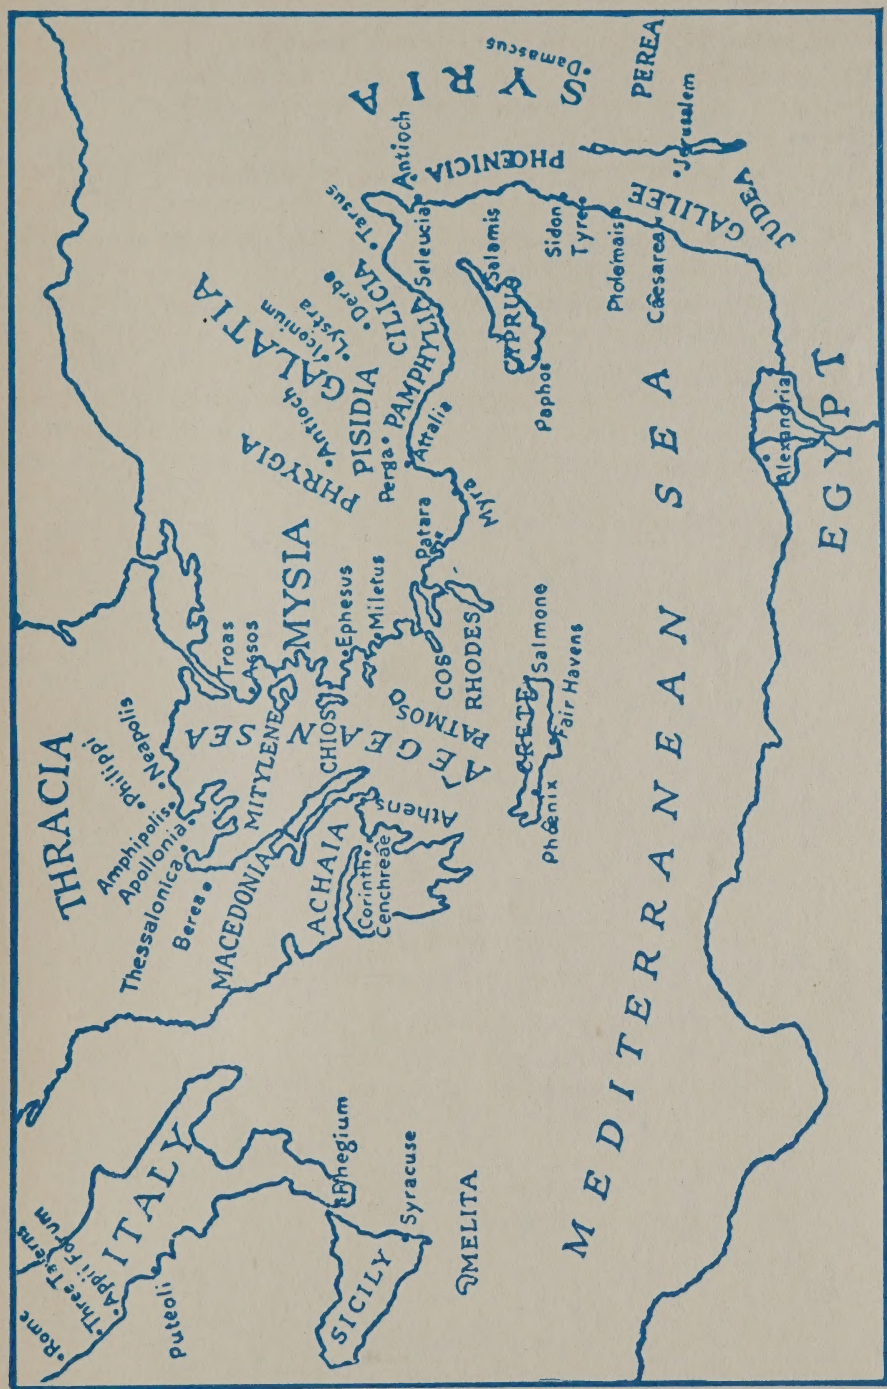 Rome
Three Taverns
Appii Forum
ITALY
Puteoli
Rhegium
SICILY
Syracuse
MELITA
THRACIA
Philippi
Neapolis
Amphipolis
Apollonia
Thessalonica
Berea
MACEDONIA
ACHAIA
Corinth
Cenchreae
Athens
AEGEAN SEA
MITYLENE
CHIOS
PATMOS
COS
RHODES
Troas
Assos
MYSIA
Ephesus
Miletus
Patara
Myra
CRETE
Salmone
Fair Havens
Phœnix
PHRYGIA
GALATIA
Antioch
Iconium
Lystra
Derbe
PISIDIA
PAMPHYLIA
CILICIA
Tarsus
Perga
Attalia
Antioch
Seleucia
CYPRUS
Salamis
Paphos
SYRIA
Damascus
PHŒNICIA
Sidon
Tyre
Ptolemais
Cæsarea
GALILEE
PEREA
Jerusalem
JUDEA
MEDITERRANEAN SEA
Alexandria
EGYPT